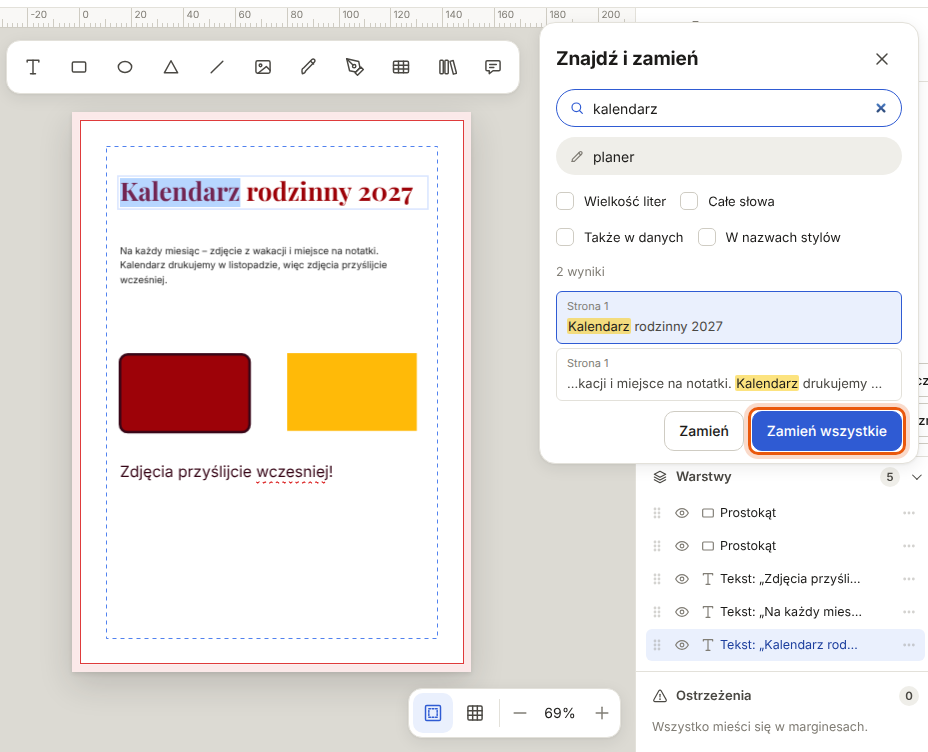 -20 0 20 40 60 80 100 120 140 160 180 200
Kalendarz rodzinny 2027
Na każdy miesiąc – zdjęcie z wakacji i miejsce na notatki.
Kalendarz drukujemy w listopadzie, więc zdjęcia przyślijcie
wcześniej.
Zdjęcia przyślijcie wczesniej!
69%
Znajdź i zamień
kalendarz
planer
Wielkość liter Całe słowa
Także w danych W nazwach stylów
2 wyniki
Strona 1
Kalendarz rodzinny 2027
Strona 1
...kacji i miejsce na notatki. Kalendarz drukujemy ...
Zamień Zamień wszystkie
Warstwy 5
Prostokąt
Prostokąt
Tekst: „Zdjęcia przyśli...
Tekst: „Na każdy mies...
Tekst: „Kalendarz rod...
Ostrzeżenia 0
Wszystko mieści się w marginesach.